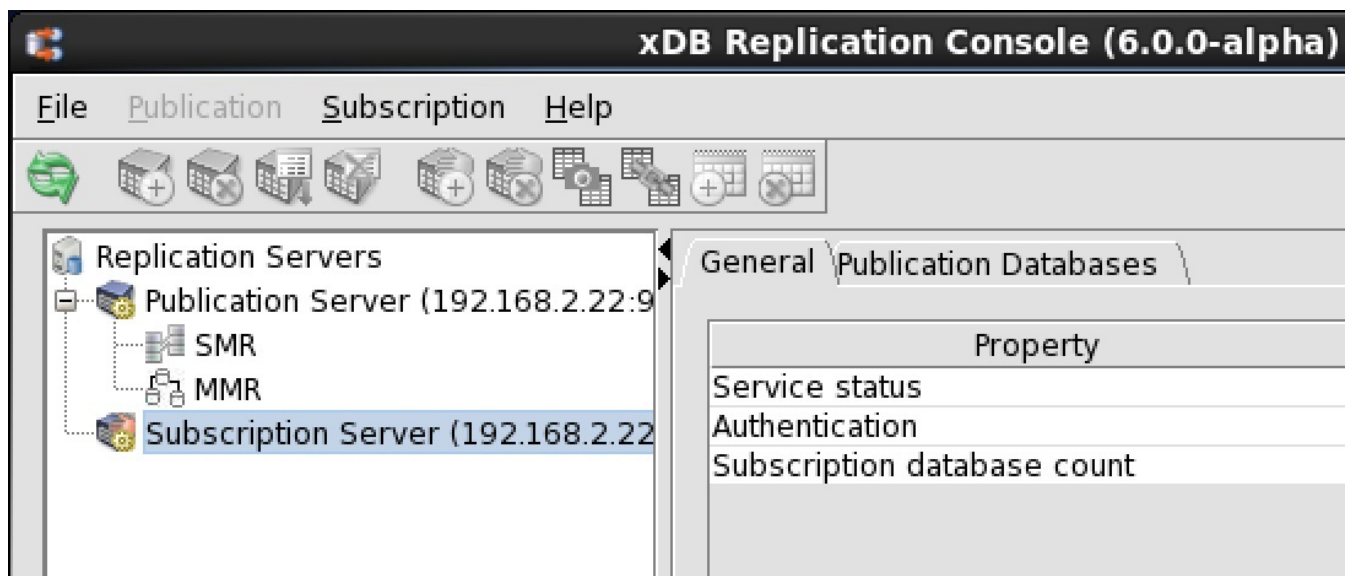 xDB Replication Console (6.0.0-alpha)
File Publication Subscription Help
Replication Servers
Publication Server (192.168.2.22:9
SMR
MMR
Subscription Server (192.168.2.22
General Publication Databases
Property
Service status
Authentication
Subscription database count